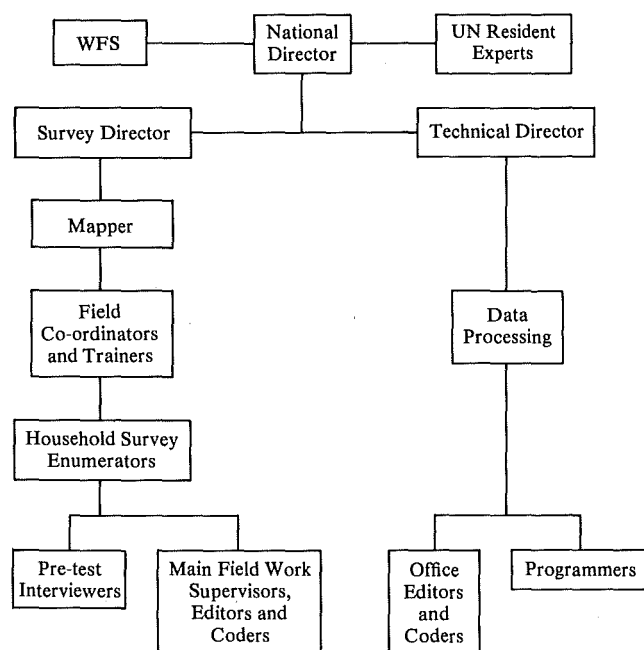 WFS
National
Director
UN Resident
Experts
Survey Director
Technical Director
Mapper
Field
Co-ordinators
and Trainers
Data
Processing
Household Survey
Enumerators
Pre-test
Interviewers
Main Field Work
Supervisors,
Editors and
Coders
Office
Editors
and
Coders
Programmers